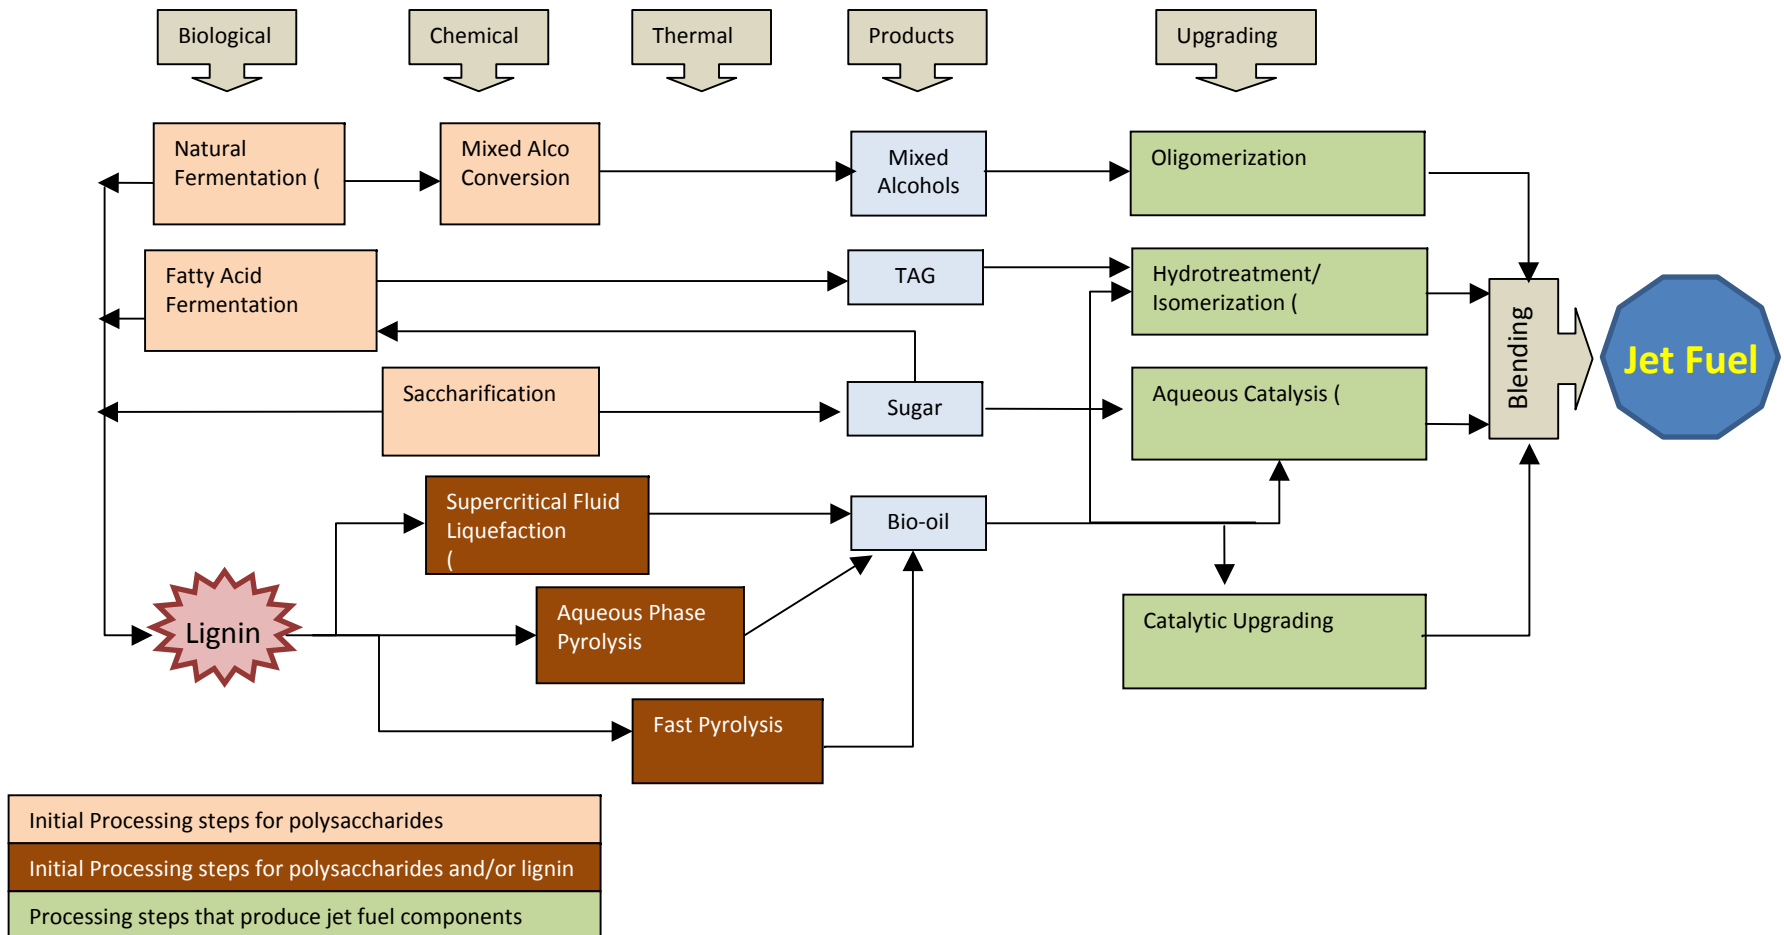 Biological
Chemical
Thermal
Products
Upgrading
Natural
Fermentation (
Mixed Alco
Conversion
Mixed
Alcohols
Oligomerization
Fatty Acid
Fermentation
TAG
Hydrotreatment/
Isomerization (
Blending
Jet Fuel
Saccharification
Sugar
Aqueous Catalysis (
Supercritical Fluid
Liquefaction
(
Bio-oil
Lignin
Aqueous Phase
Pyrolysis
Catalytic Upgrading
Fast Pyrolysis
Initial Processing steps for polysaccharides
Initial Processing steps for polysaccharides and/or lignin
Processing steps that produce jet fuel components